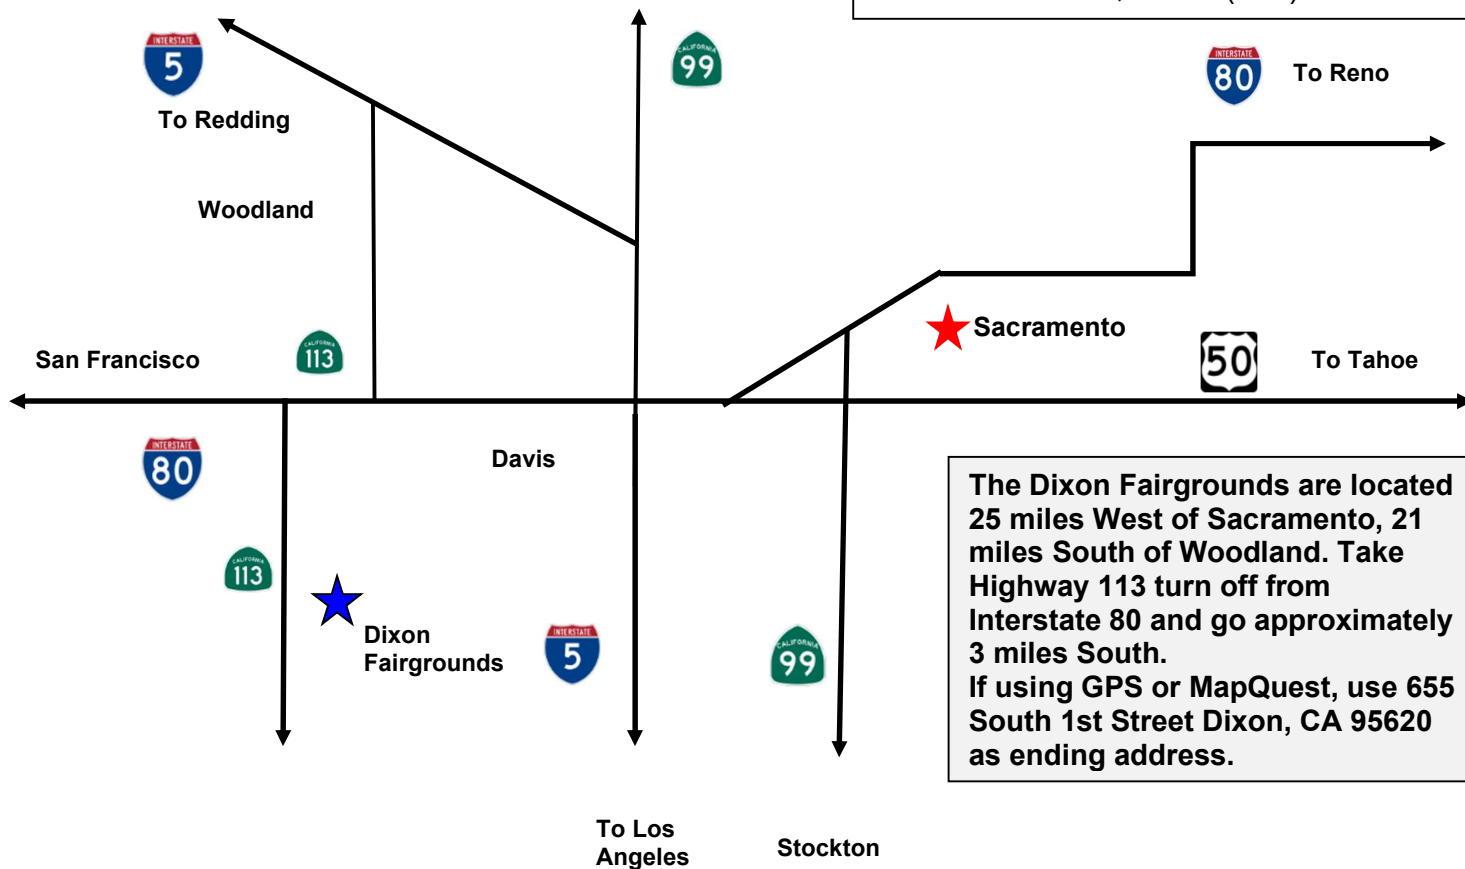 INTERSTATE
5
CALIFORNIA
99
INTERSTATE
80
To Reno
To Redding
Woodland
Sacramento
San Francisco
CALIFORNIA
113
50
To Tahoe
INTERSTATE
80
Davis
The Dixon Fairgrounds are located
25 miles West of Sacramento, 21
miles South of Woodland. Take
Highway 113 turn off from
Interstate 80 and go approximately
3 miles South.
If using GPS or MapQuest, use 655
South 1st Street Dixon, CA 95620
as ending address.
CALIFORNIA
113
Dixon
Fairgrounds
INTERSTATE
5
CALIFORNIA
99
To Los
Angeles
Stockton